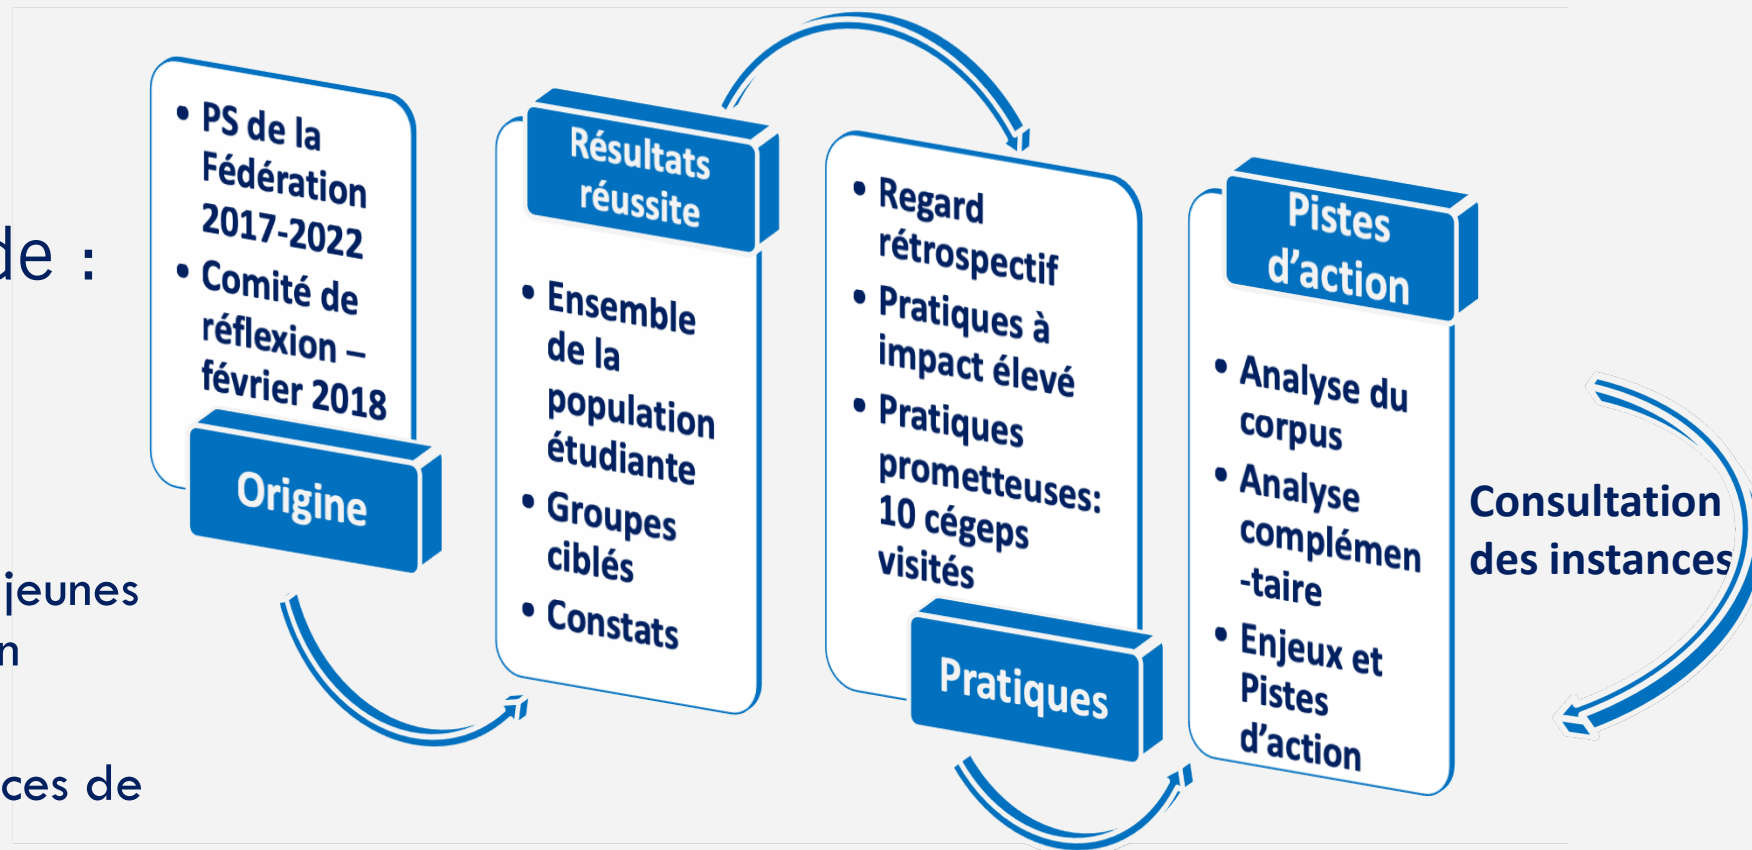 de :
jeunes
n
ces de
• PS de la
Fédération
2017-2022
• Comité de
réflexion –
février 2018
Origine
Résultats
réussite
• Ensemble
de la
population
étudiante
• Groupes
ciblés
• Constats
• Regard
rétrospectif
• Pratiques à
impact élevé
• Pratiques
prometteuses:
10 cégeps
visités
Pratiques
Pistes
d’action
• Analyse du
corpus
• Analyse
complémen
-taire
• Enjeux et
Pistes
d’action
Consultation
des instances